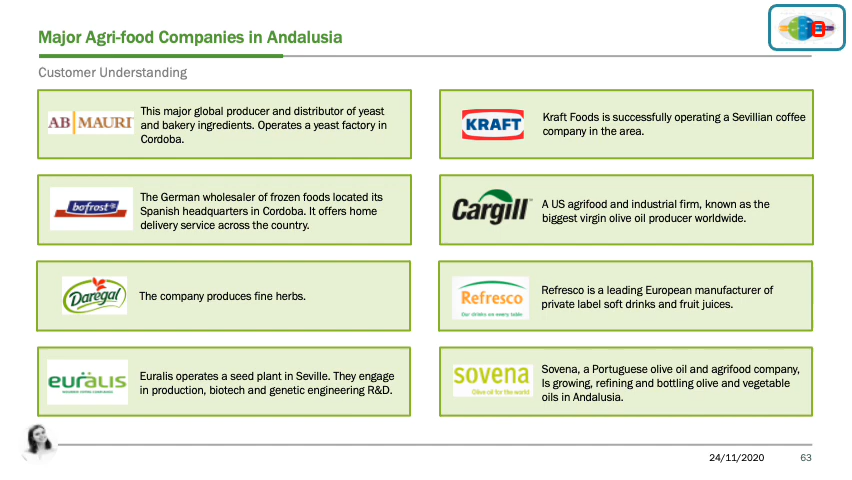 Major Agri-food Companies in Andalusia
Customer Understanding
AB MAURI
This major global producer and distributor of yeast
and bakery ingredients. Operates a yeast factory in
Cordoba.
KRAFT
Kraft Foods is successfully operating a Sevillian coffee
company in the area.
bofrost
The German wholesaler of frozen foods located its
Spanish headquarters in Cordoba. It offers home
delivery service across the country.
Cargill
A US agrifood and industrial firm, known as the
biggest virgin olive oil producer worldwide.
Daregal
The company produces fine herbs.
Refresco
Our drinks on every table
Refresco is a leading European manufacturer of
private label soft drinks and fruit juices.
euralis
Euralis operates a seed plant in Seville. They engage
in production, biotech and genetic engineering R&D.
sovena
Olive oil for the world
Sovena, a Portuguese olive oil and agrifood company,
Is growing, refining and bottling olive and vegetable
oils in Andalusia.
24/11/2020
63